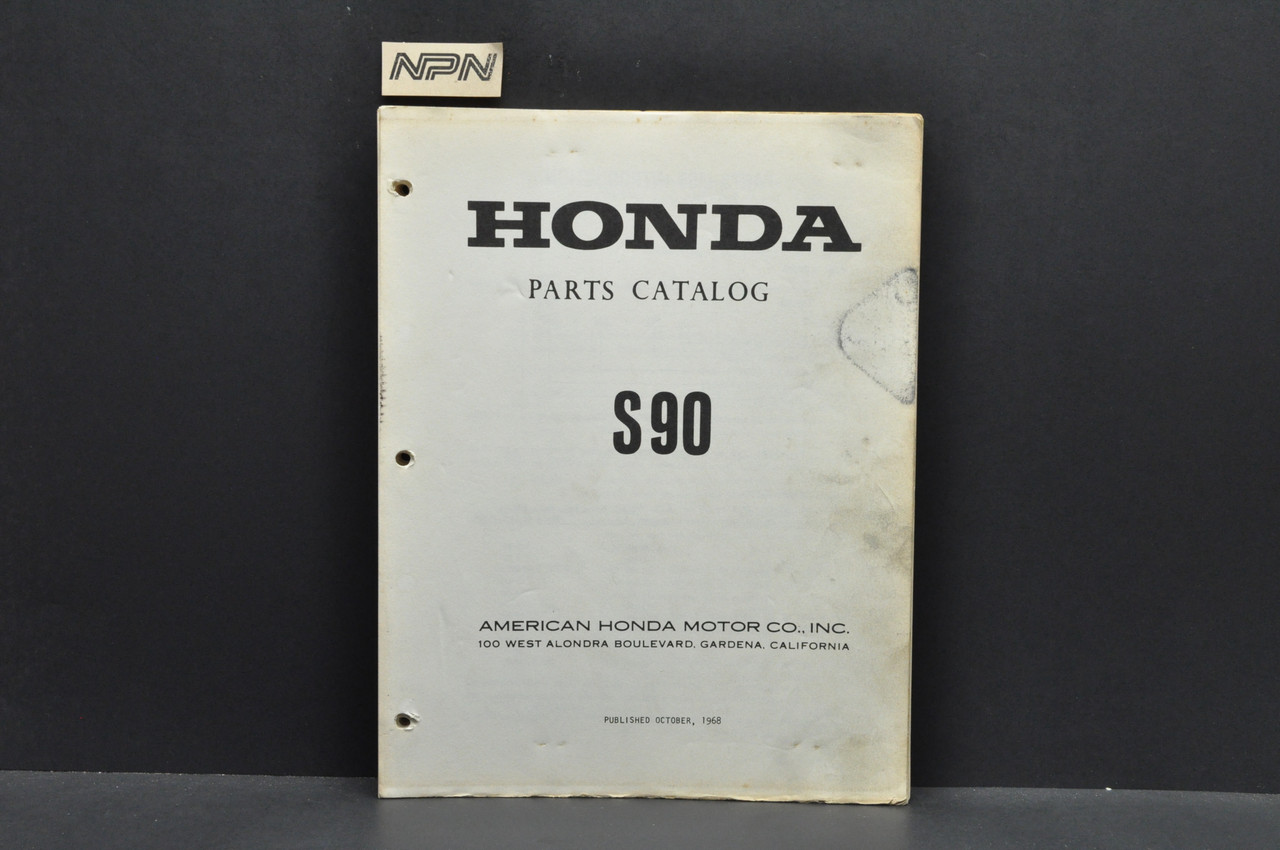 NPN
HONDA
PARTS CATALOG
S90
AMERICAN HONDA MOTOR CO., INC.
100 WEST ALONDRA BOULEVARD, GARDENA, CALIFORNIA
PUBLISHED OCTOBER, 1968